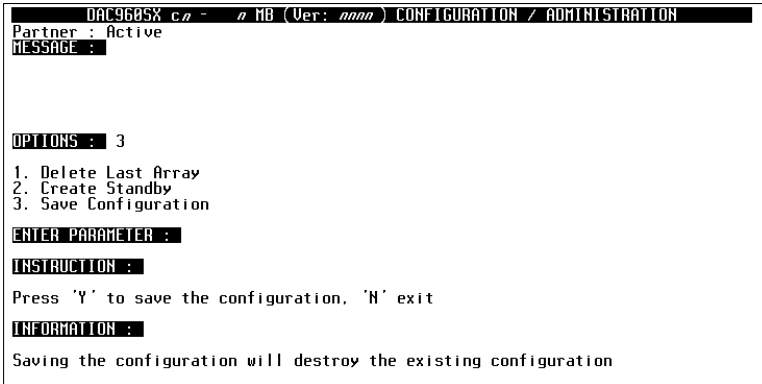 DAC960SX cn - n MB (Ver: nnnn ) CONFIGURATION / ADMINISTRATION
Partner : Active
MESSAGE :
OPTIONS : 3
1. Delete Last Array
2. Create Standby
3. Save Configuration
ENTER PARAMETER :
INSTRUCTION :
Press 'Y' to save the configuration, 'N' exit
INFORMATION :
Saving the configuration will destroy the existing configuration